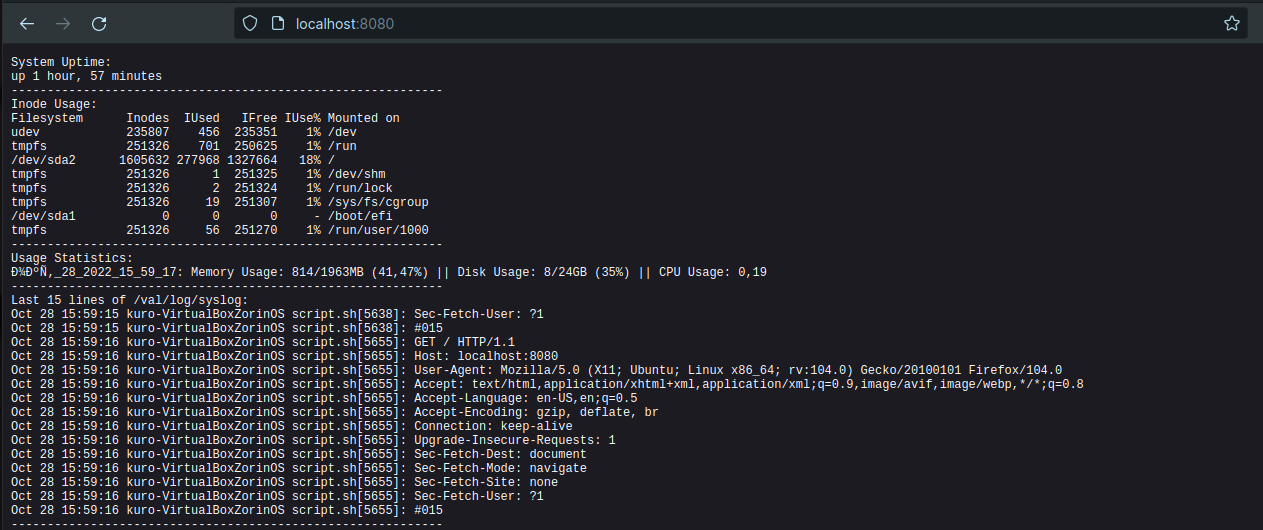 localhost:8080
System Uptime:
up 1 hour, 57 minutes
------------------------------------------------------------
Inode Usage:
Filesystem      Inodes  IUsed   IFree IUse% Mounted on
udev            235807    456  235351    1% /dev
tmpfs           251326    701  250625    1% /run
/dev/sda2      1605632 277968 1327664   18% /
tmpfs           251326      1  251325    1% /dev/shm
tmpfs           251326      2  251324    1% /run/lock
tmpfs           251326     19  251307    1% /sys/fs/cgroup
/dev/sda1            0      0       0     - /boot/efi
tmpfs           251326     56  251270    1% /run/user/1000
------------------------------------------------------------
Usage Statistics:
Ð¾ÐºÑ‚_28_2022_15_59_17: Memory Usage: 814/1963MB (41,47%) || Disk Usage: 8/24GB (35%) || CPU Usage: 0,19
------------------------------------------------------------
Last 15 lines of /val/log/syslog:
Oct 28 15:59:15 kuro-VirtualBoxZorinOS script.sh[5638]: Sec-Fetch-User: ?1
Oct 28 15:59:15 kuro-VirtualBoxZorinOS script.sh[5638]: #015
Oct 28 15:59:16 kuro-VirtualBoxZorinOS script.sh[5655]: GET / HTTP/1.1
Oct 28 15:59:16 kuro-VirtualBoxZorinOS script.sh[5655]: Host: localhost:8080
Oct 28 15:59:16 kuro-VirtualBoxZorinOS script.sh[5655]: User-Agent: Mozilla/5.0 (X11; Ubuntu; Linux x86_64; rv:104.0) Gecko/20100101 Firefox/104.0
Oct 28 15:59:16 kuro-VirtualBoxZorinOS script.sh[5655]: Accept: text/html,application/xhtml+xml,application/xml;q=0.9,image/avif,image/webp,*/*;q=0.8
Oct 28 15:59:16 kuro-VirtualBoxZorinOS script.sh[5655]: Accept-Language: en-US,en;q=0.5
Oct 28 15:59:16 kuro-VirtualBoxZorinOS script.sh[5655]: Accept-Encoding: gzip, deflate, br
Oct 28 15:59:16 kuro-VirtualBoxZorinOS script.sh[5655]: Connection: keep-alive
Oct 28 15:59:16 kuro-VirtualBoxZorinOS script.sh[5655]: Upgrade-Insecure-Requests: 1
Oct 28 15:59:16 kuro-VirtualBoxZorinOS script.sh[5655]: Sec-Fetch-Dest: document
Oct 28 15:59:16 kuro-VirtualBoxZorinOS script.sh[5655]: Sec-Fetch-Mode: navigate
Oct 28 15:59:16 kuro-VirtualBoxZorinOS script.sh[5655]: Sec-Fetch-Site: none
Oct 28 15:59:16 kuro-VirtualBoxZorinOS script.sh[5655]: Sec-Fetch-User: ?1
Oct 28 15:59:16 kuro-VirtualBoxZorinOS script.sh[5655]: #015
------------------------------------------------------------